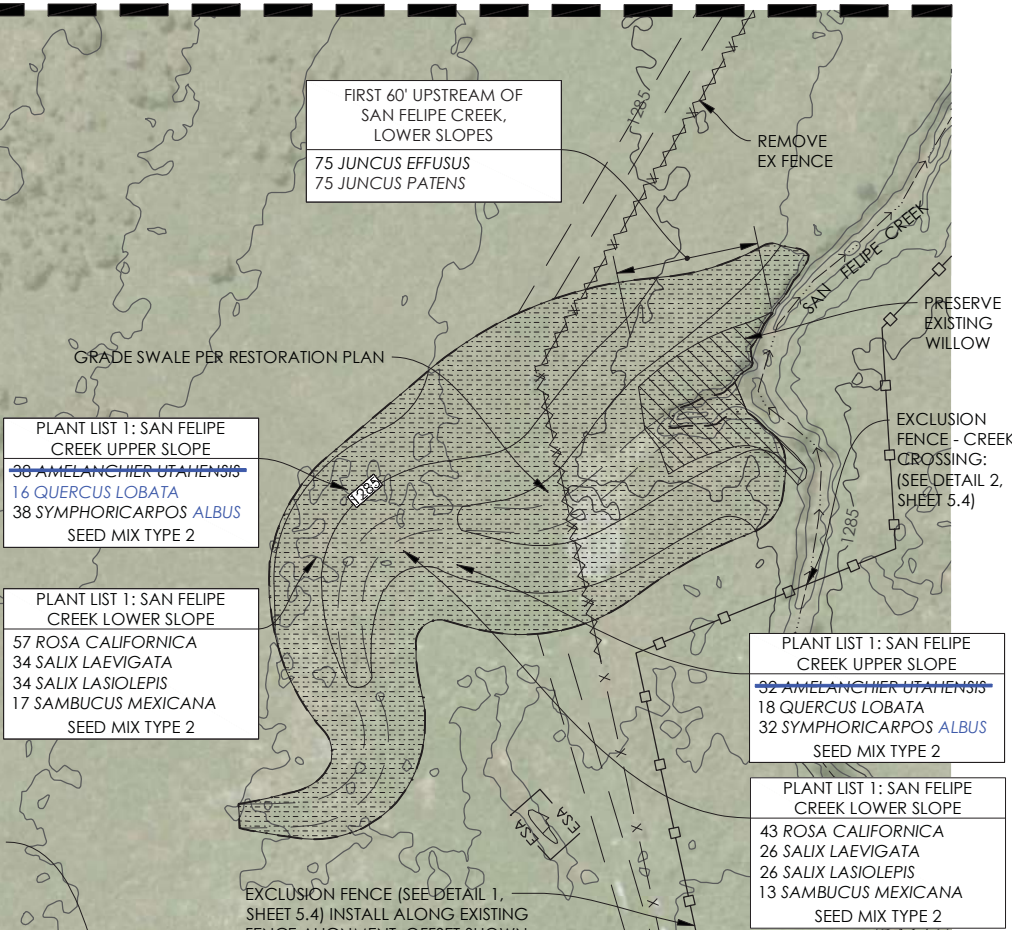 FIRST 60' UPSTREAM OF
SAN FELIPE CREEK,
LOWER SLOPES
75 JUNCUS EFFUSUS
75 JUNCUS PATENS
1285
REMOVE
EX FENCE
SAN FELIPE CREEK
PRESERVE
EXISTING
WILLOW
GRADE SWALE PER RESTORATION PLAN
EXCLUSION
FENCE - CREEK
CROSSING:
(SEE DETAIL 2,
SHEET 5.4)
1285
PLANT LIST 1: SAN FELIPE
CREEK UPPER SLOPE
38 AMELANCHIER UTAHENSIS
16 QUERCUS LOBATA
38 SYMPHORICARPOS ALBUS
SEED MIX TYPE 2
1285
PLANT LIST 1: SAN FELIPE
CREEK LOWER SLOPE
57 ROSA CALIFORNICA
34 SALIX LAEVIGATA
34 SALIX LASIOLEPIS
17 SAMBUCUS MEXICANA
SEED MIX TYPE 2
PLANT LIST 1: SAN FELIPE
CREEK UPPER SLOPE
32 AMELANCHIER UTAHENSIS
18 QUERCUS LOBATA
32 SYMPHORICARPOS ALBUS
SEED MIX TYPE 2
PLANT LIST 1: SAN FELIPE
CREEK LOWER SLOPE
43 ROSA CALIFORNICA
26 SALIX LAEVIGATA
26 SALIX LASIOLEPIS
13 SAMBUCUS MEXICANA
SEED MIX TYPE 2
ESA
ESA
EXCLUSION FENCE (SEE DETAIL 1,
SHEET 5.4) INSTALL ALONG EXISTING
FENCE ALIGNMENT, OFFSET SHOWN